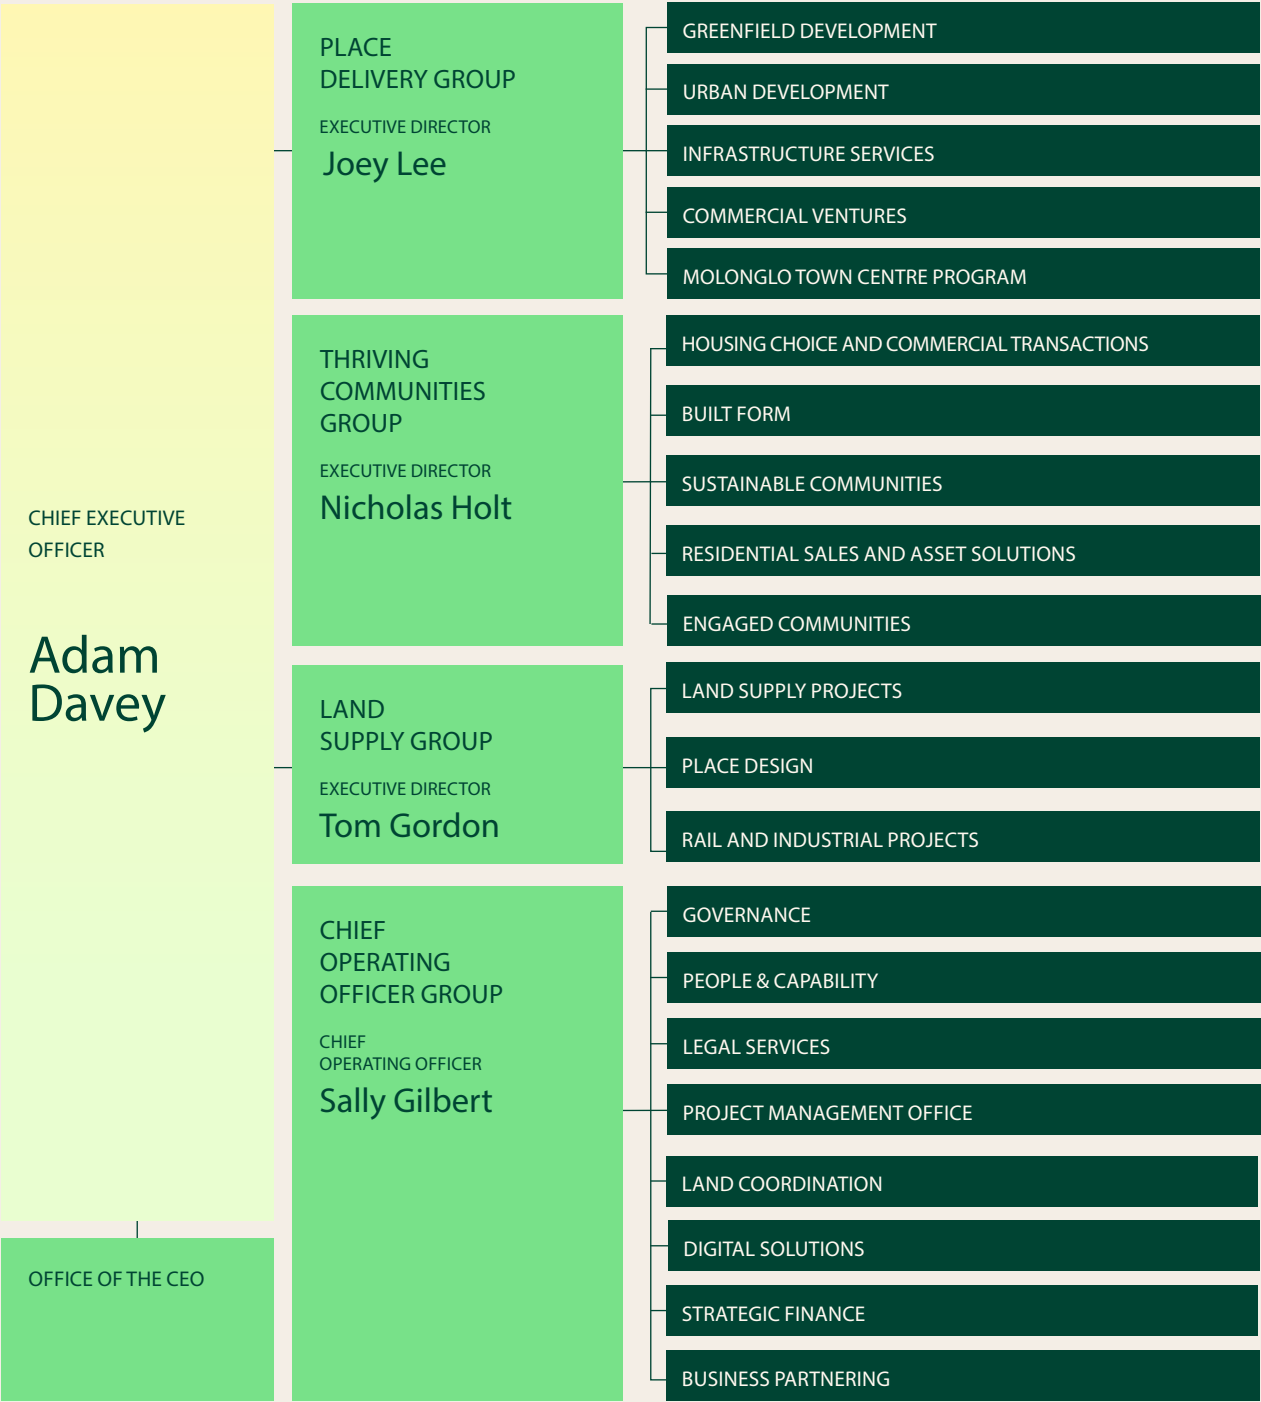 CHIEF EXECUTIVE
OFFICER
Adam
Davey
OFFICE OF THE CEO
PLACE
DELIVERY GROUP
EXECUTIVE DIRECTOR
Joey Lee
GREENFIELD DEVELOPMENT
URBAN DEVELOPMENT
INFRASTRUCTURE SERVICES
COMMERCIAL VENTURES
MOLONGLO TOWN CENTRE PROGRAM
THRIVING
COMMUNITIES
GROUP
EXECUTIVE DIRECTOR
Nicholas Holt
HOUSING CHOICE AND COMMERCIAL TRANSACTIONS
BUILT FORM
SUSTAINABLE COMMUNITIES
RESIDENTIAL SALES AND ASSET SOLUTIONS
ENGAGED COMMUNITIES
LAND
SUPPLY GROUP
EXECUTIVE DIRECTOR
Tom Gordon
LAND SUPPLY PROJECTS
PLACE DESIGN
RAIL AND INDUSTRIAL PROJECTS
CHIEF
OPERATING
OFFICER GROUP
CHIEF
OPERATING OFFICER
Sally Gilbert
GOVERNANCE
PEOPLE & CAPABILITY
LEGAL SERVICES
PROJECT MANAGEMENT OFFICE
LAND COORDINATION
DIGITAL SOLUTIONS
STRATEGIC FINANCE
BUSINESS PARTNERING